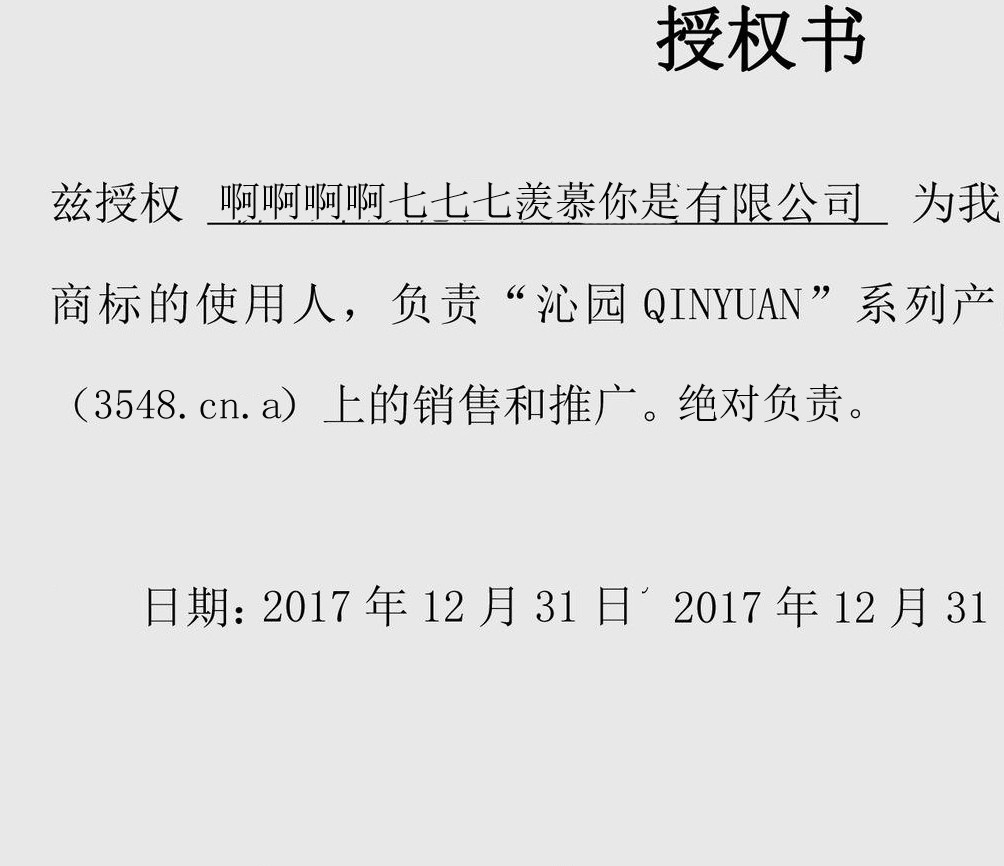 授权书
兹授权 啊啊啊啊七七七羡慕你是有限公司 为我
商标的使用人，负责“沁园 QINYUAN”系列产
（3548.cn.a）上的销售和推广。绝对负责。
日期：2017 年 12 月 31 日 2017 年 12 月 31